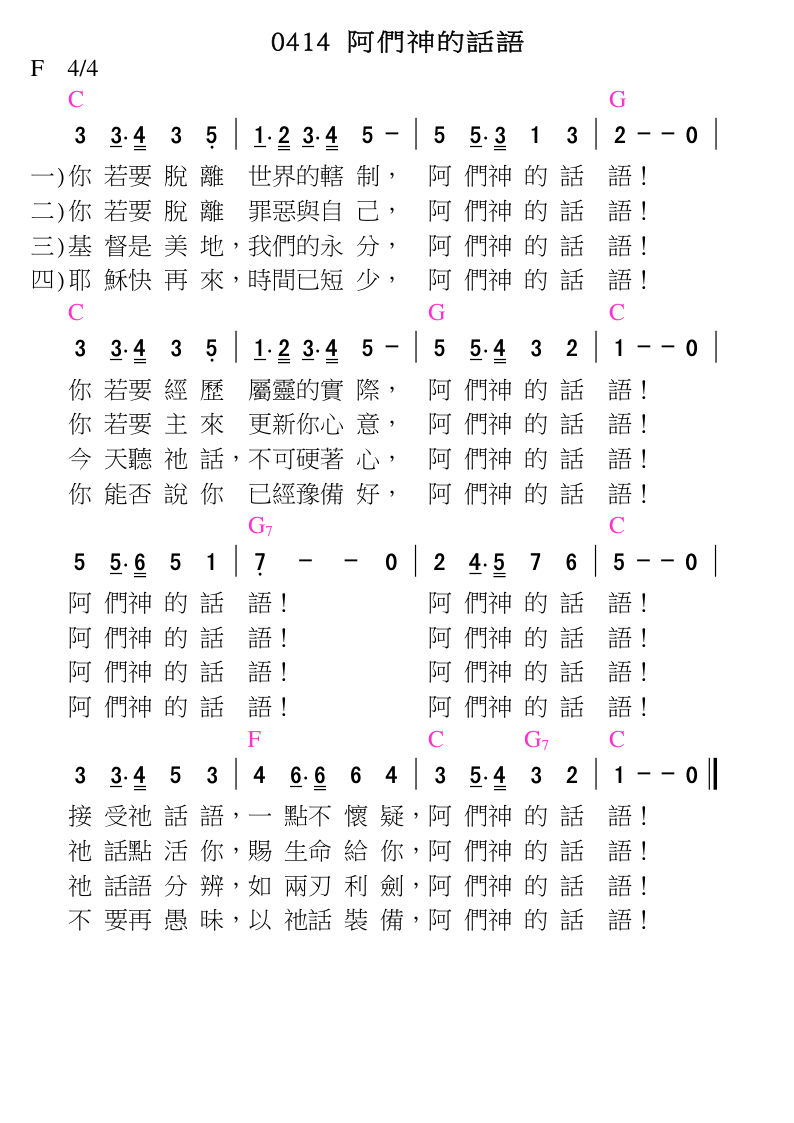 0414 阿們神的話語
F 4/4
C G
3 3·4 3 5 | 1·2 3·4 5 – | 5 5·3 1 3 | 2 – – 0 |
一)你 若要 脫 離 世界的轄 制, 阿 們神 的 話 語!
二)你 若要 脫 離 罪惡與自 己, 阿 們神 的 話 語!
三)基 督是 美 地,我們的永 分, 阿 們神 的 話 語!
四)耶 穌快 再 來,時間已短 少, 阿 們神 的 話 語!
C G C
3 3·4 3 5 | 1·2 3·4 5 – | 5 5·4 3 2 | 1 – – 0 |
你 若要 經 歷 屬靈的實 際, 阿 們神 的 話 語!
你 若要 主 來 更新你心 意, 阿 們神 的 話 語!
今 天聽 祂 話,不可硬著 心, 阿 們神 的 話 語!
你 能否 說 你 已經豫備 好, 阿 們神 的 話 語!
G7 C
5 5·6 5 1 | 7 – – 0 | 2 4·5 7 6 | 5 – – 0 |
阿 們神 的 話 語! 阿 們神 的 話 語!
阿 們神 的 話 語! 阿 們神 的 話 語!
阿 們神 的 話 語! 阿 們神 的 話 語!
阿 們神 的 話 語! 阿 們神 的 話 語!
F C G7 C
3 3·4 5 3 | 4 6·6 6 4 | 3 5·4 3 2 | 1 – – 0 ‖
接 受祂 話 語,一 點不 懷 疑,阿 們神 的 話 語!
祂 話點 活 你,賜 生命 給 你,阿 們神 的 話 語!
祂 話語 分 辨,如 兩刃 利 劍,阿 們神 的 話 語!
不 要再 愚 昧,以 祂話 裝 備,阿 們神 的 話 語!